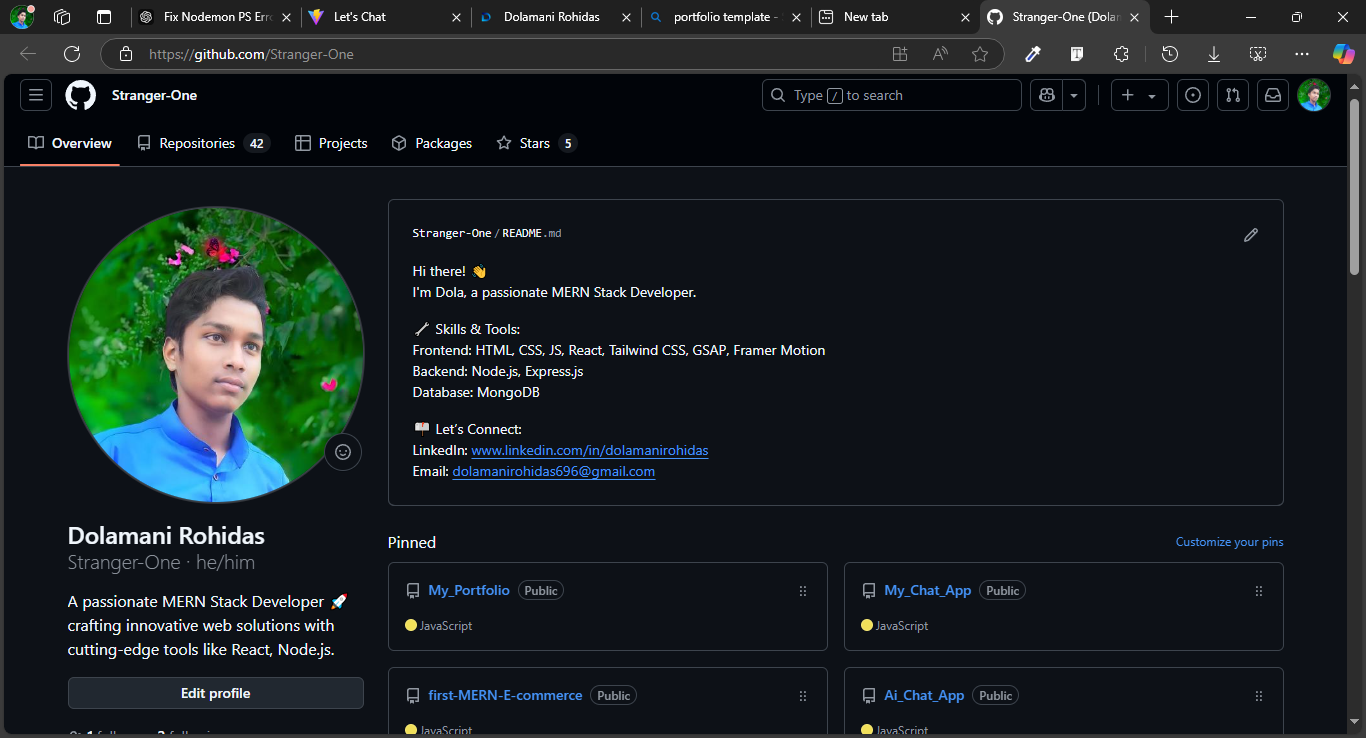 Fix Nodemon PS Erro
Let's Chat
Dolamani Rohidas
portfolio template -
New tab
Stranger-One (Dolan
https://github.com/Stranger-One
Stranger-One
Type / to search
Overview
Repositories 42
Projects
Packages
Stars 5
Stranger-One / README.md
Hi there! 👋
I'm Dola, a passionate MERN Stack Developer.
Skills & Tools:
Frontend: HTML, CSS, JS, React, Tailwind CSS, GSAP, Framer Motion
Backend: Node.js, Express.js
Database: MongoDB
Let's Connect:
LinkedIn: www.linkedin.com/in/dolamanirohidas
Email: dolamanirohidas696@gmail.com
Dolamani Rohidas
Stranger-One · he/him
A passionate MERN Stack Developer 🚀
crafting innovative web solutions with
cutting-edge tools like React, Node.js.
Edit profile
Pinned
Customize your pins
My_Portfolio Public
JavaScript
My_Chat_App Public
JavaScript
first-MERN-E-commerce Public
JavaScript
Ai_Chat_App Public
JavaScript